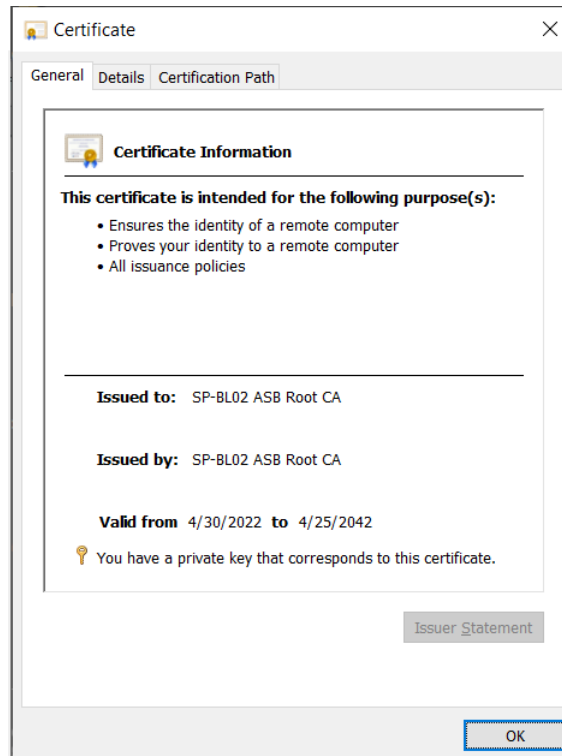 Certificate
General Details Certification Path
Certificate Information
This certificate is intended for the following purpose(s):
• Ensures the identity of a remote computer
• Proves your identity to a remote computer
• All issuance policies
Issued to: SP-BL02 ASB Root CA
Issued by: SP-BL02 ASB Root CA
Valid from 4/30/2022 to 4/25/2042
You have a private key that corresponds to this certificate.
Issuer Statement
OK